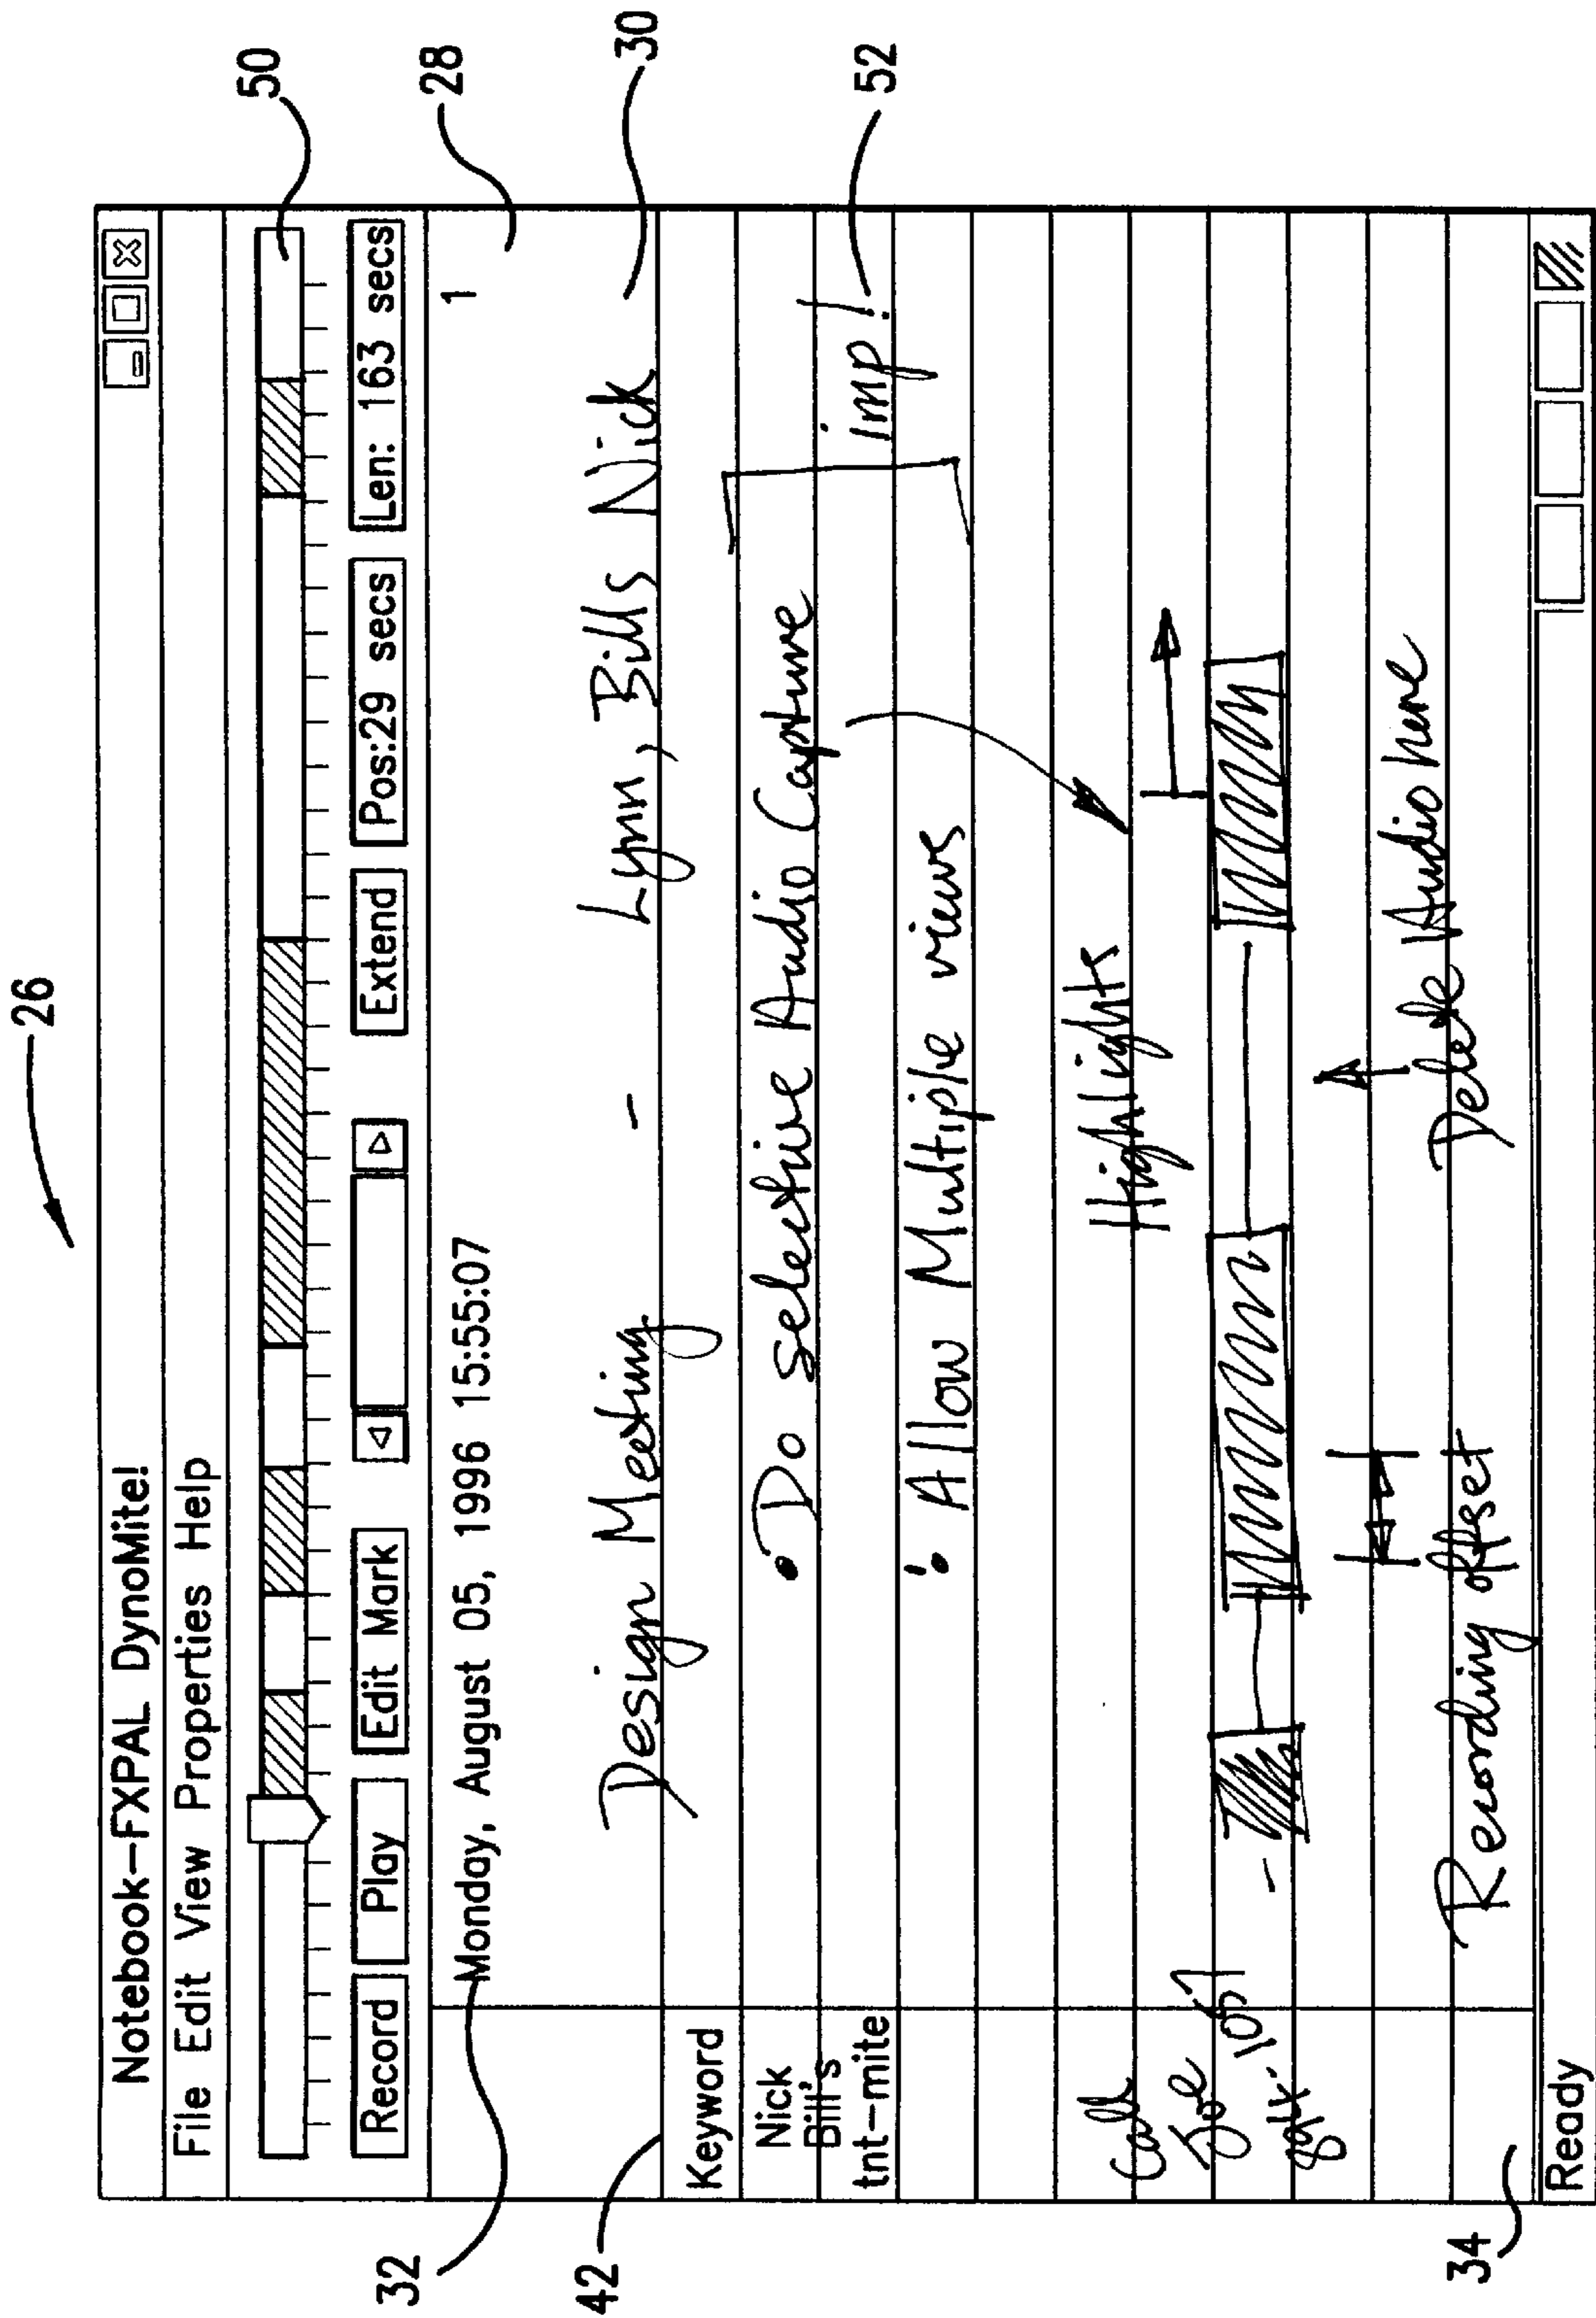 26
Notebook–FXPAL DynoMite!
File Edit View Properties Help
50
Record Play Edit Mark Extend Pos:29 secs Len: 163 secs
32
Monday, August 05, 1996 15:55:07
1
28
Design Meeting - Lynn, Bills Nick
30
42
Keyword
Nick
Bill's
tnt–mite
• Do selective Audio Capture
imp!
52
• Allow Multiple views
Highlights
Call
Joe
Delete Audio here
Recording offset
34
Ready